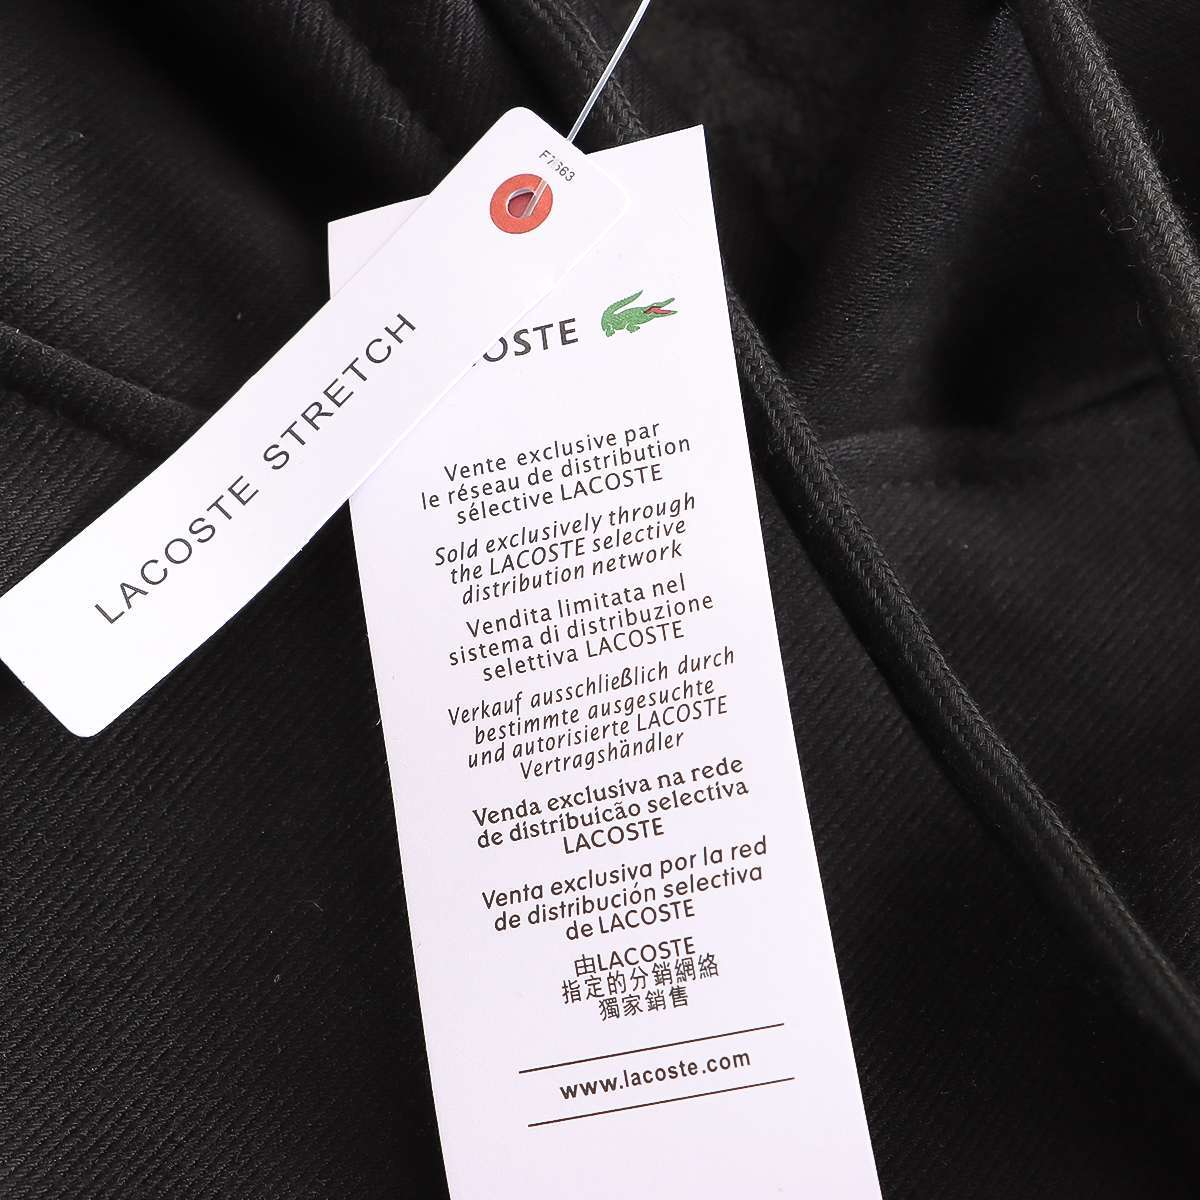 F7663
LACOSTE STRETCH
OSTE
Vente exclusive par
le réseau de distribution
sélective LACOSTE
Sold exclusively through
the LACOSTE selective
distribution network
Vendita limitata nel
sistema di distribuzione
selettiva LACOSTE
Verkauf ausschließlich durch
bestimmte ausgesuchte
und autorisierte LACOSTE
Vertragshändler
Venda exclusiva na rede
de distribuicão selectiva
LACOSTE
Venta exclusiva por la red
de distribución selectiva
de LACOSTE
由LACOSTE
指定的分銷網絡
獨家銷售
www.lacoste.com